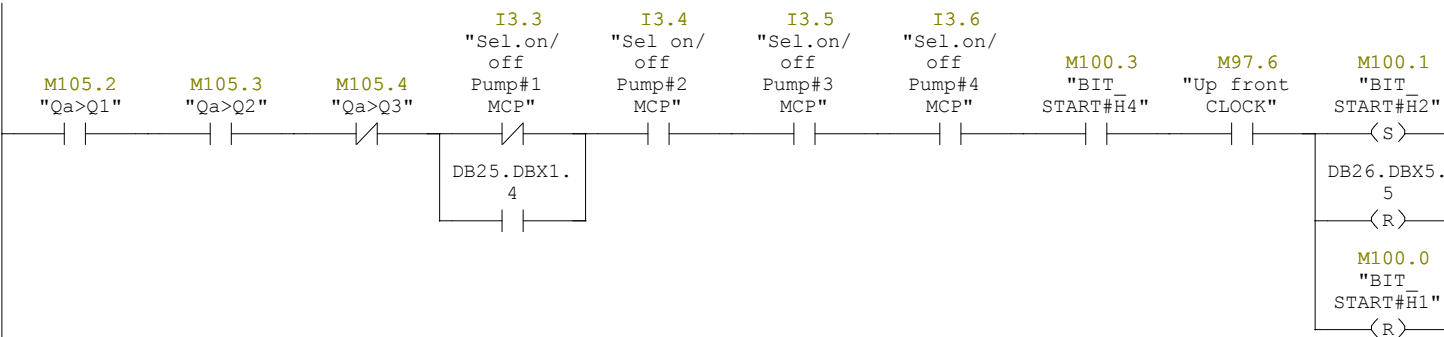 M105.2
"Qa>Q1"
M105.3
"Qa>Q2"
M105.4
"Qa>Q3"
I3.3
"Sel.on/
off
Pump#1
MCP"
DB25.DBX1.
4
I3.4
"Sel on/
off
Pump#2
MCP"
I3.5
"Sel.on/
off
Pump#3
MCP"
I3.6
"Sel.on/
off
Pump#4
MCP"
M100.3
"BIT_
START#H4"
M97.6
"Up front
CLOCK"
M100.1
"BIT_
START#H2"
S
DB26.DBX5.
5
R
M100.0
"BIT_
START#H1"
R